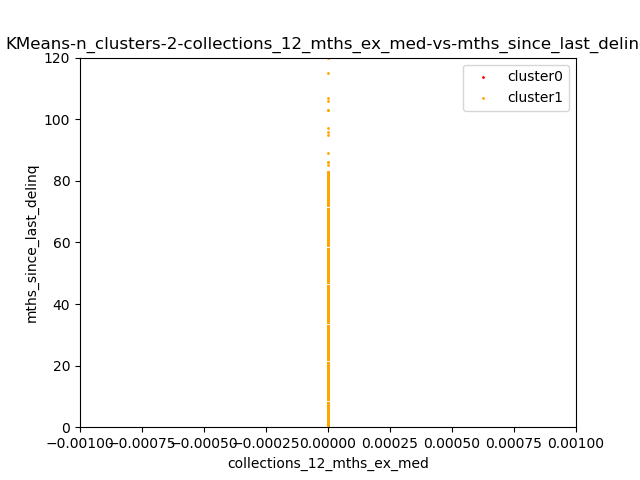 KMeans-n_clusters-2-collections_12_mths_ex_med-vs-mths_since_last_delin
cluster0
cluster1
120
100
80
60
40
20
0
mths_since_last_delinq
−0.00100 −0.00075 −0.00050 −0.00025 0.00000 0.00025 0.00050 0.00075 0.00100
collections_12_mths_ex_med